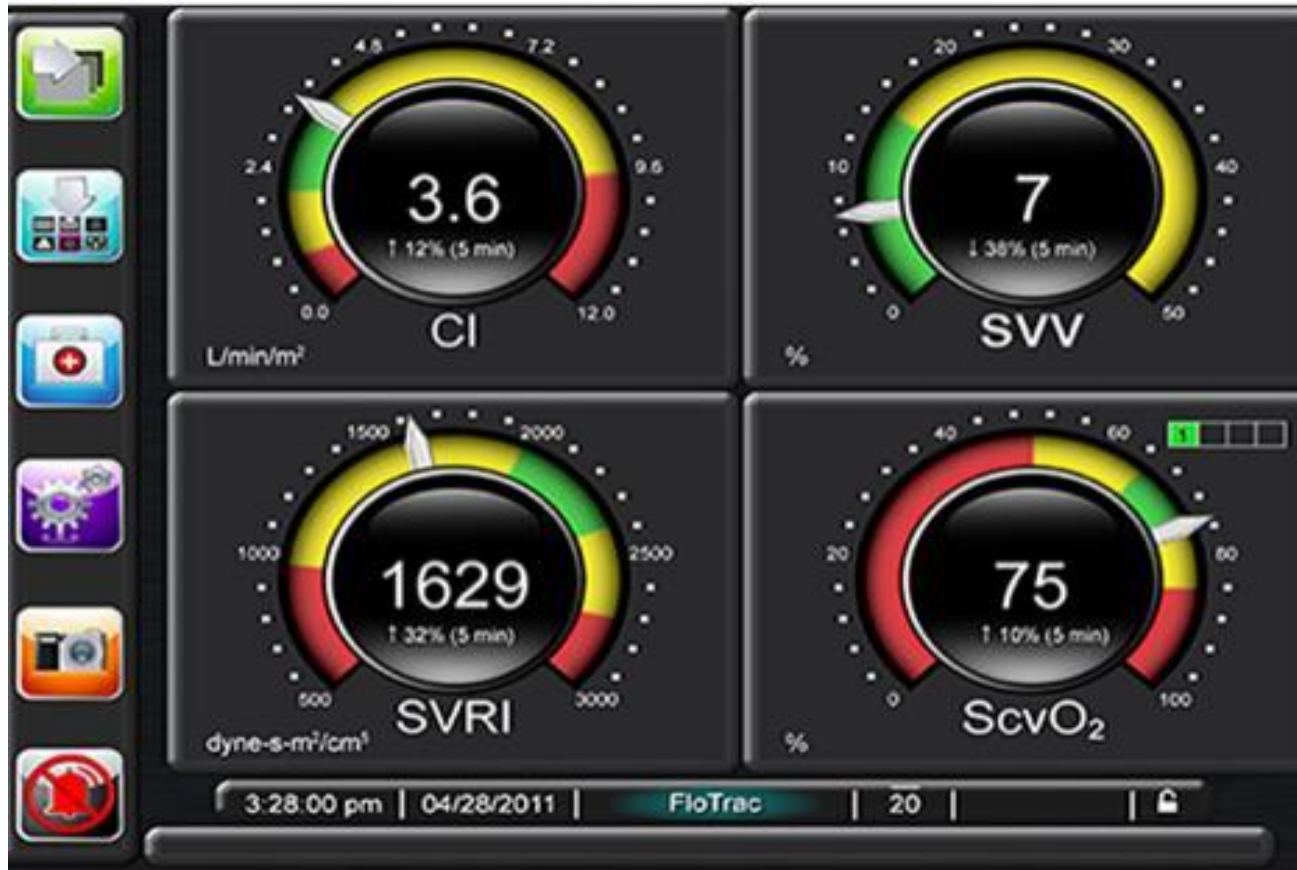 4.8 7.2
2.4 9.6
3.6
↑ 12% (5 min)
0.0 12.0
CI
L/min/m²
20 30
10 40
7
↓ 38% (5 min)
0 50
SVV
%
1500 2000
1000 2500
1629
↑ 32% (5 min)
500 3000
SVRI
dyne-s-m²/cm⁵
40 60
1
20 80
75
↑ 10% (5 min)
0 100
ScvO₂
%
3:28:00 pm | 04/28/2011 | FloTrac | 20 | |